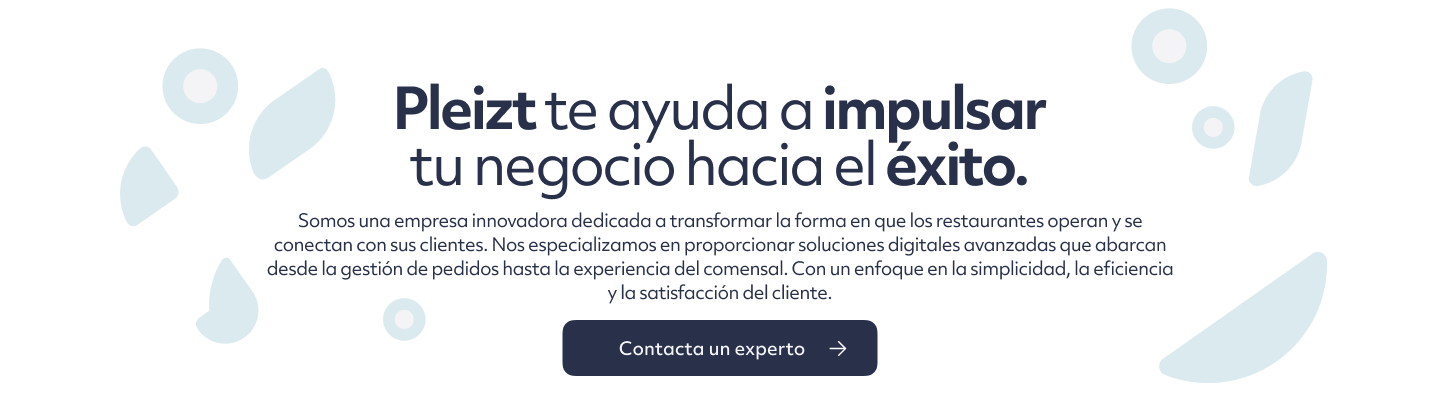 Pleizt te ayuda a impulsar
tu negocio hacia el éxito.
Somos una empresa innovadora dedicada a transformar la forma en que los restaurantes operan y se
conectan con sus clientes. Nos especializamos en proporcionar soluciones digitales avanzadas que abarcan
desde la gestión de pedidos hasta la experiencia del comensal. Con un enfoque en la simplicidad, la eficiencia
y la satisfacción del cliente.
Contacta un experto →